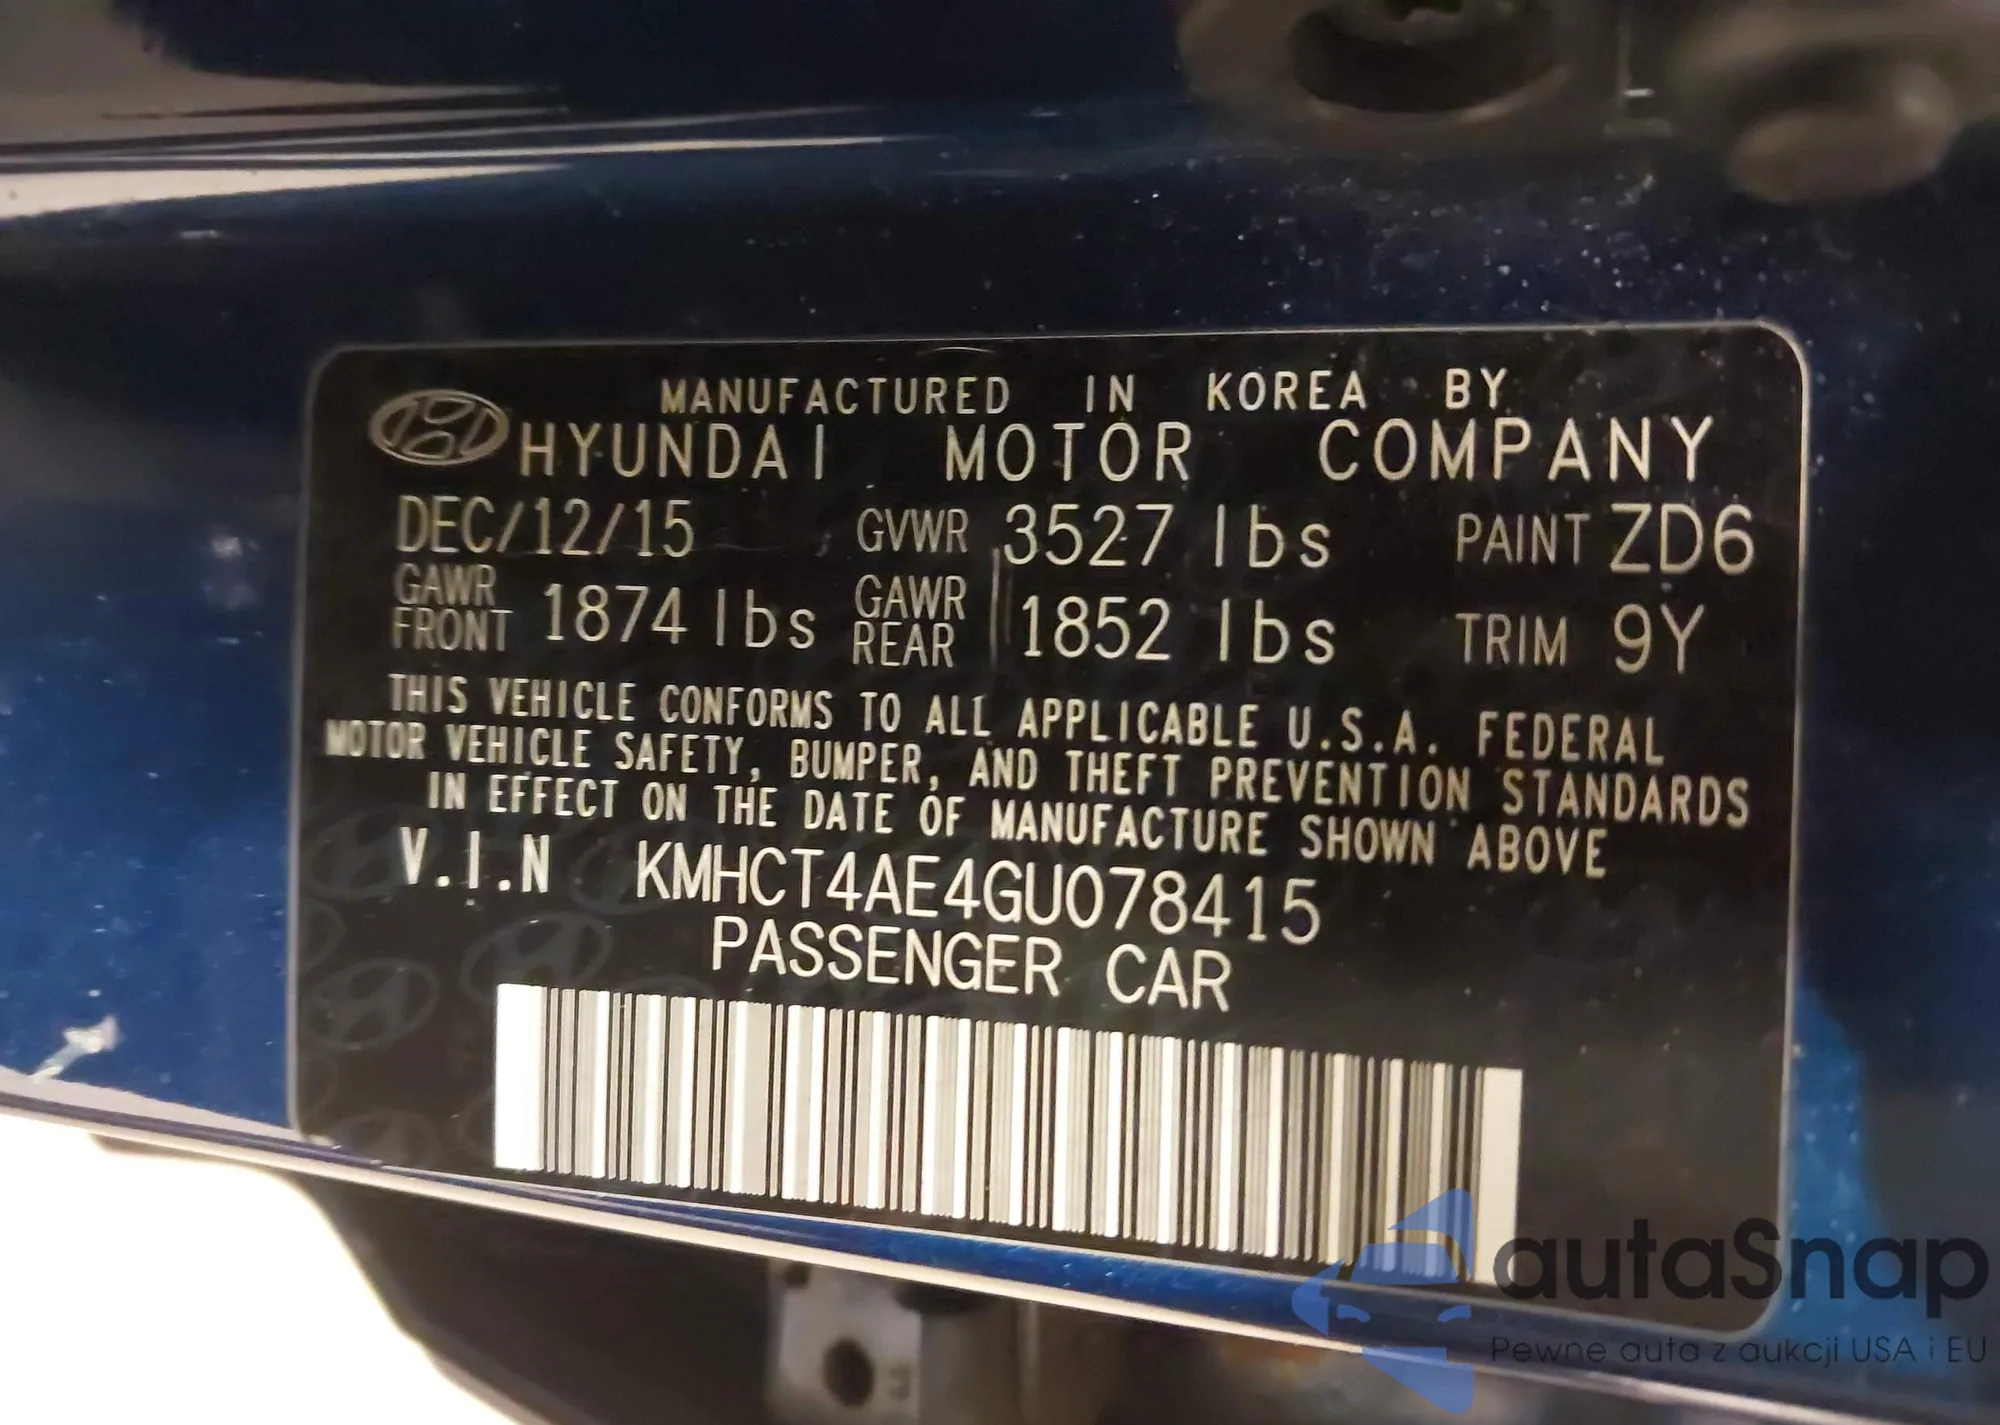 MANUFACTURED IN KOREA BY
HYUNDAI MOTOR COMPANY
DEC/12/15 GVWR 3527 lbs PAINT ZD6
GAWR FRONT 1874 lbs GAWR REAR 1852 lbs TRIM 9Y
THIS VEHICLE CONFORMS TO ALL APPLICABLE U.S.A. FEDERAL
MOTOR VEHICLE SAFETY, BUMPER, AND THEFT PREVENTION STANDARDS
IN EFFECT ON THE DATE OF MANUFACTURE SHOWN ABOVE
V.I.N KMHCT4AE4GU078415
PASSENGER CAR
autoSnap
Pewne auta z aukcji USA i EU